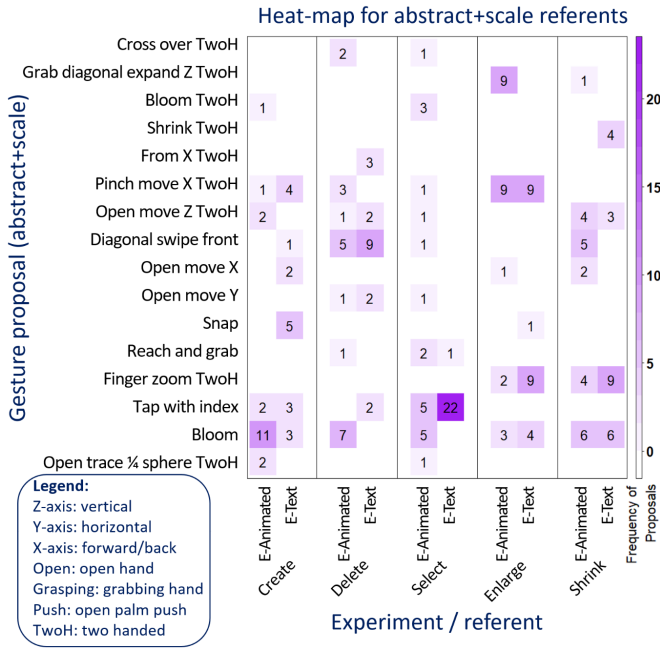 Heat-map for abstract+scale referents
Gesture proposal (abstract+scale)
Cross over TwoH 2 1
Grab diagonal expand Z TwoH 9 1
Bloom TwoH 1 3
Shrink TwoH 4
From X TwoH 3
Pinch move X TwoH 1 4 3 1 9 9
Open move Z TwoH 2 1 2 1 4 3
Diagonal swipe front 1 5 9 1 5
Open move X 2 1 2
Open move Y 1 2 1
Snap 5 1
Reach and grab 1 2 1
Finger zoom TwoH 2 9 4 9
Tap with index 2 3 2 5 22
Bloom 11 3 7 5 3 4 6 6
Open trace ¼ sphere TwoH 2 1
20
15
10
5
0
Frequency of
Proposals
E-Animated E-Text E-Animated E-Text E-Animated E-Text E-Animated E-Text E-Animated E-Text
Create Delete Select Enlarge Shrink
Experiment / referent
Legend:
Z-axis: vertical
Y-axis: horizontal
X-axis: forward/back
Open: open hand
Grasping: grabbing hand
Push: open palm push
TwoH: two handed